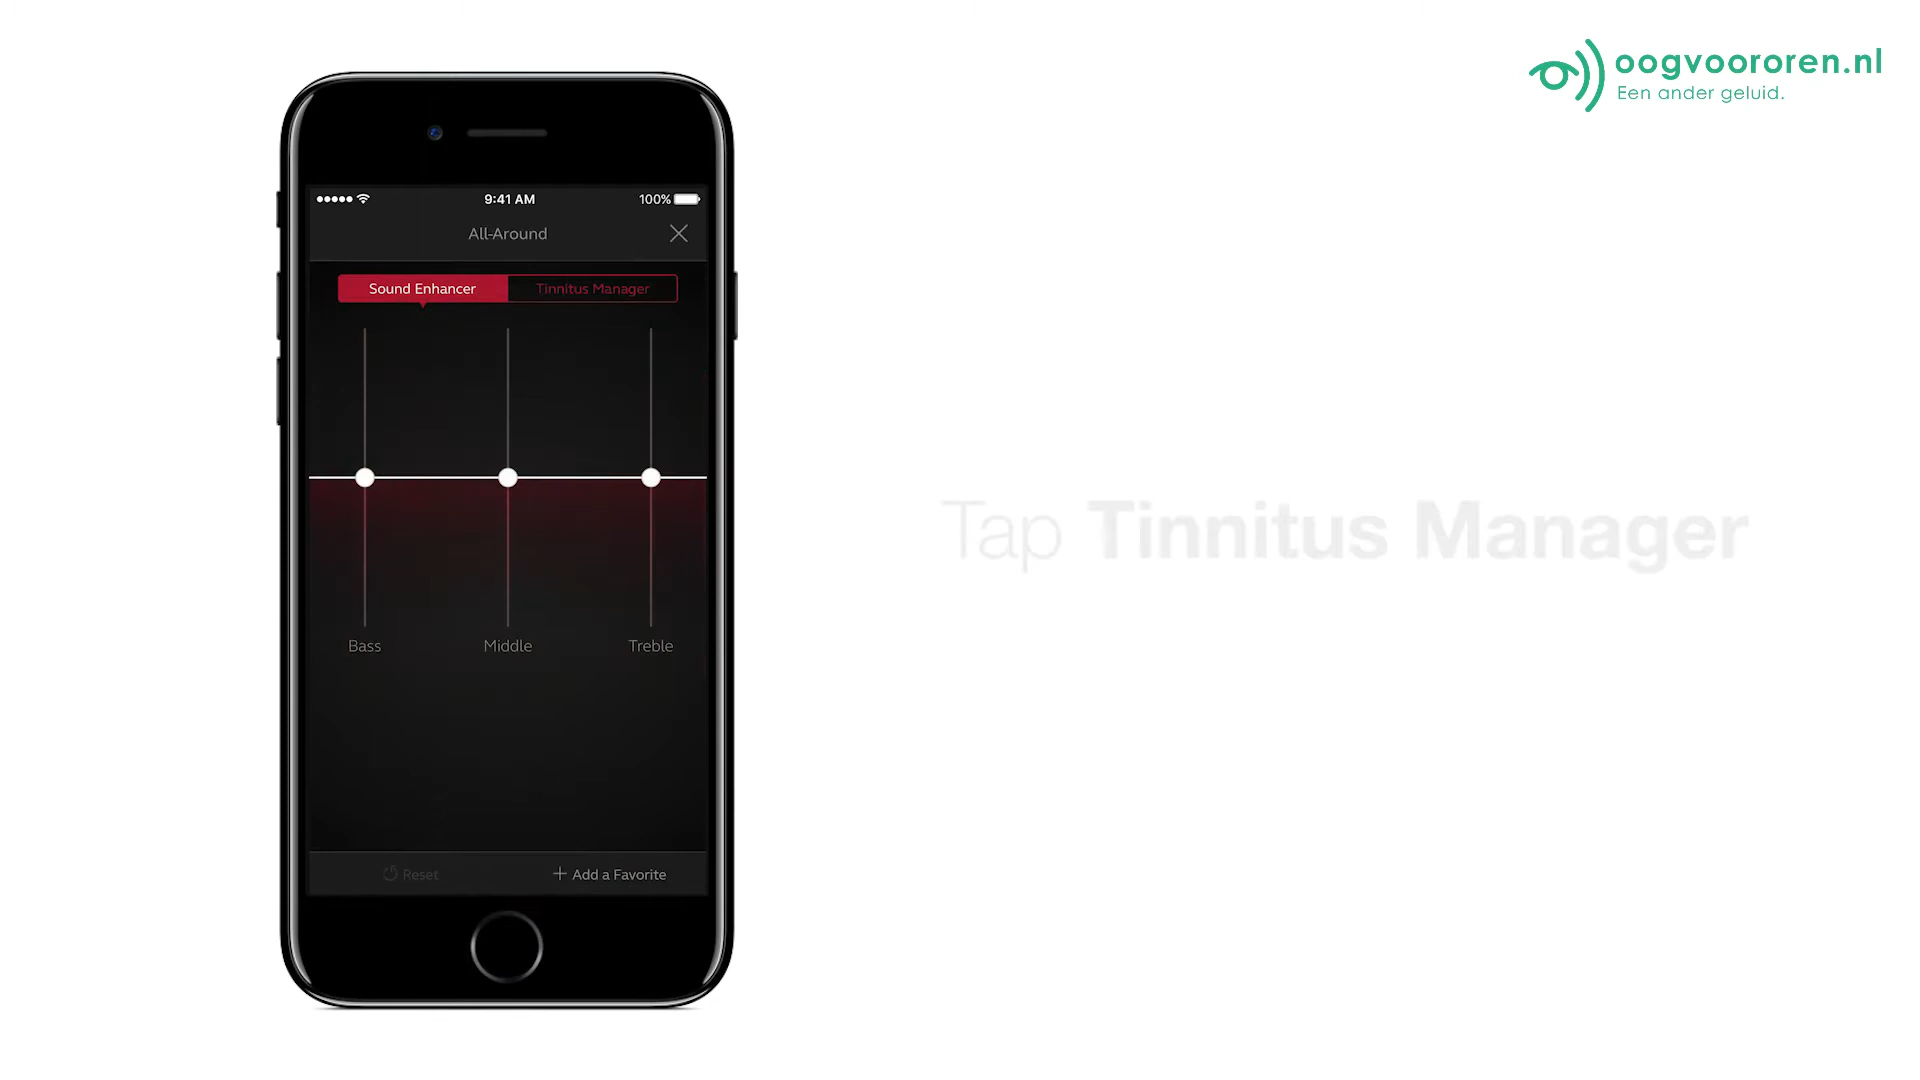 oogvoororen.nl
Een ander geluid.
9:41 AM
100%
All-Around
Sound Enhancer
Tinnitus Manager
Bass
Middle
Treble
Reset
+ Add a Favorite
Tap Tinnitus Manager